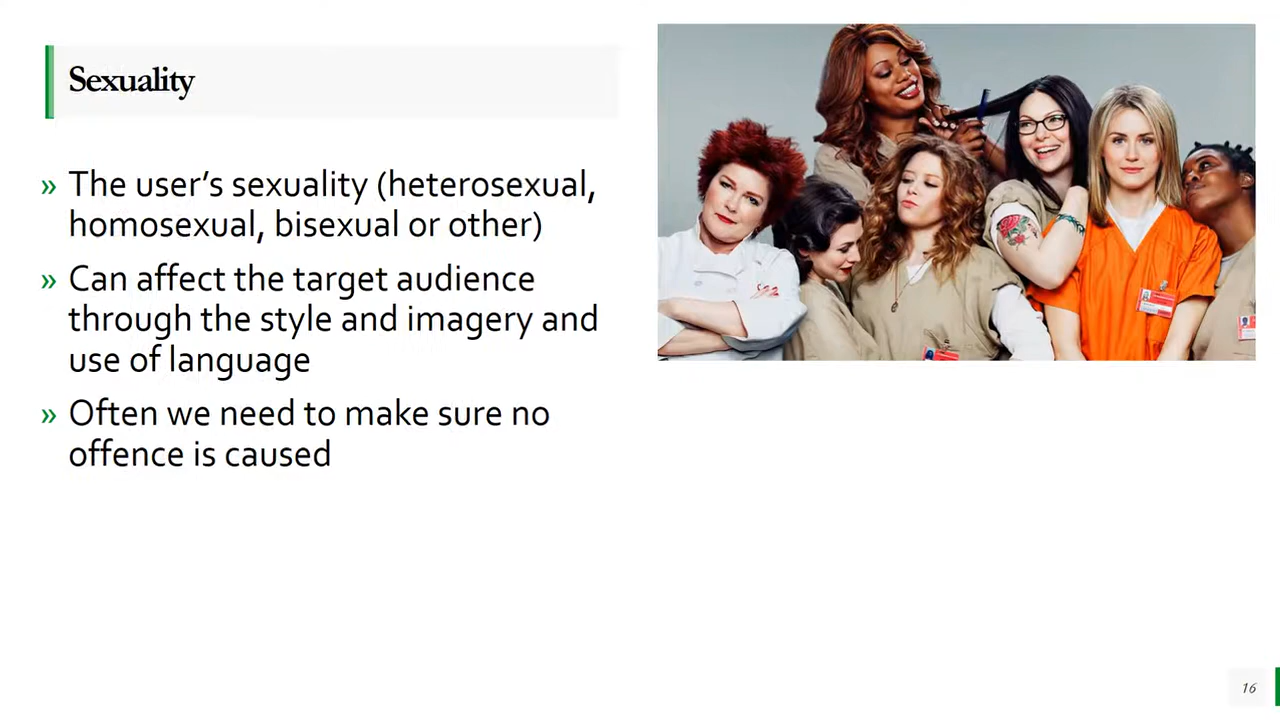 Sexuality
» The user’s sexuality (heterosexual,
homosexual, bisexual or other)
» Can affect the target audience
through the style and imagery and
use of language
» Often we need to make sure no
offence is caused
16